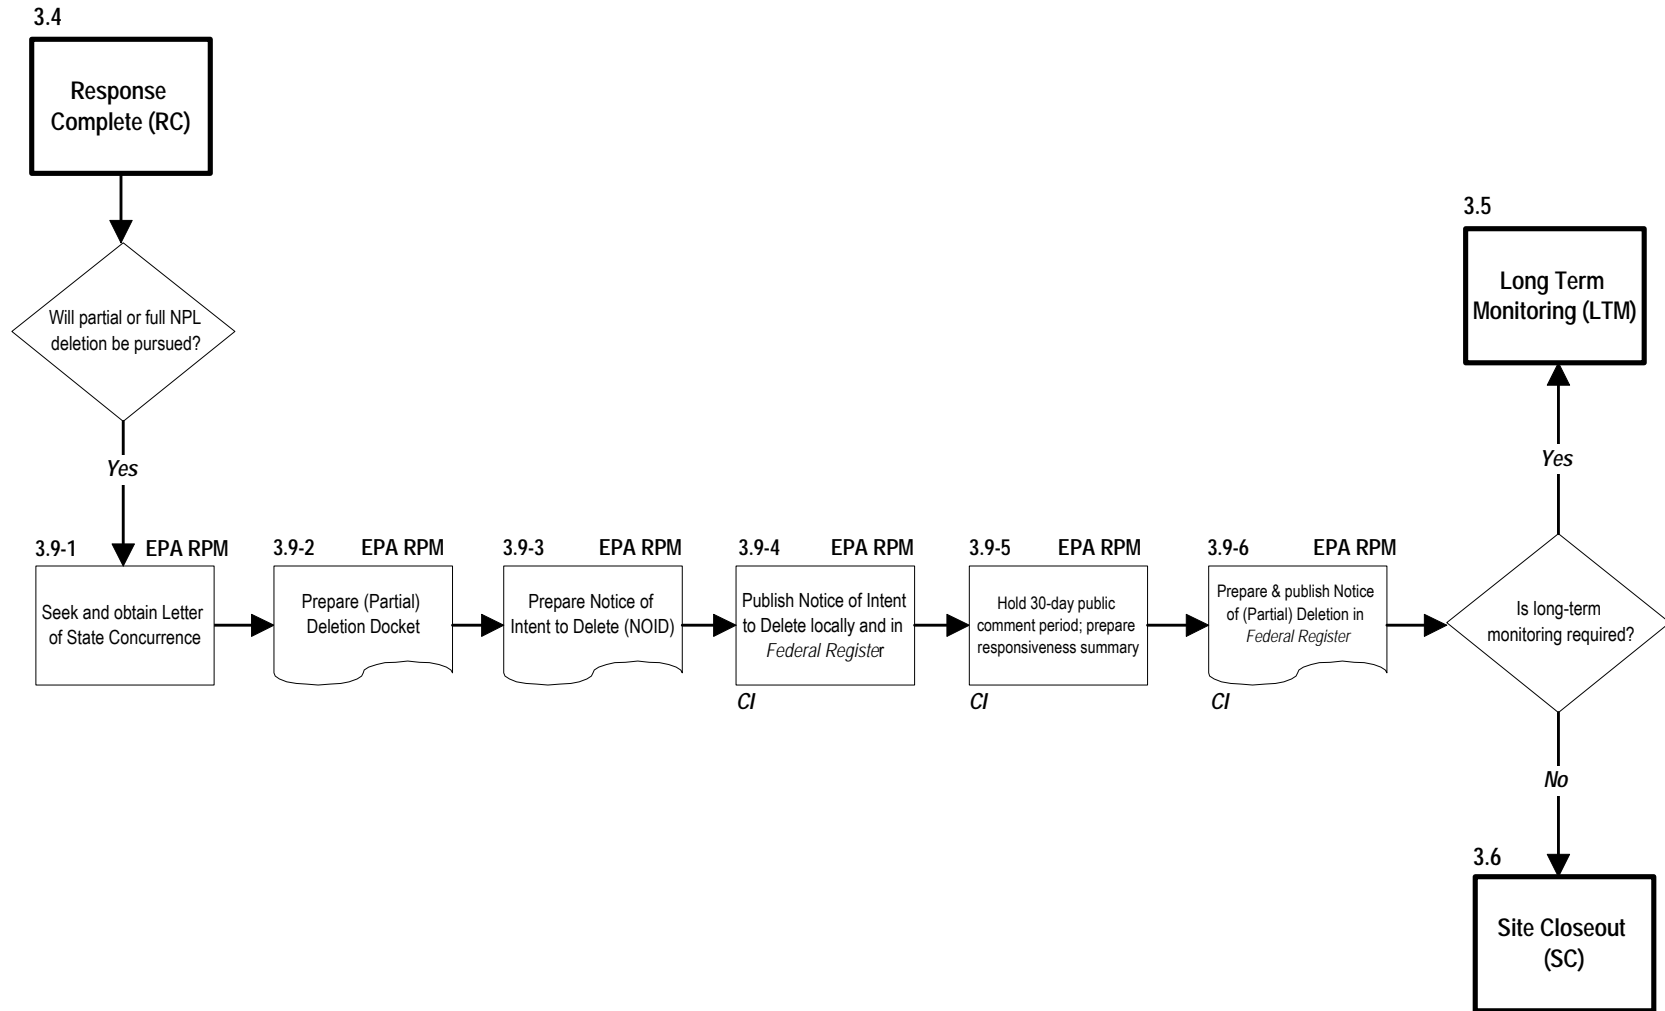 3.4
Response
Complete (RC)
Will partial or full NPL
deletion be pursued?
Yes
3.9-1 EPA RPM
Seek and obtain Letter
of State Concurrence
3.9-2 EPA RPM
Prepare (Partial)
Deletion Docket
3.9-3 EPA RPM
Prepare Notice of
Intent to Delete (NOID)
3.9-4 EPA RPM
Publish Notice of Intent
to Delete locally and in
Federal Register
CI
3.9-5 EPA RPM
Hold 30-day public
comment period; prepare
responsiveness summary
CI
3.9-6 EPA RPM
Prepare & publish Notice
of (Partial) Deletion in
Federal Register
CI
Is long-term
monitoring required?
Yes
3.5
Long Term
Monitoring (LTM)
No
3.6
Site Closeout
(SC)